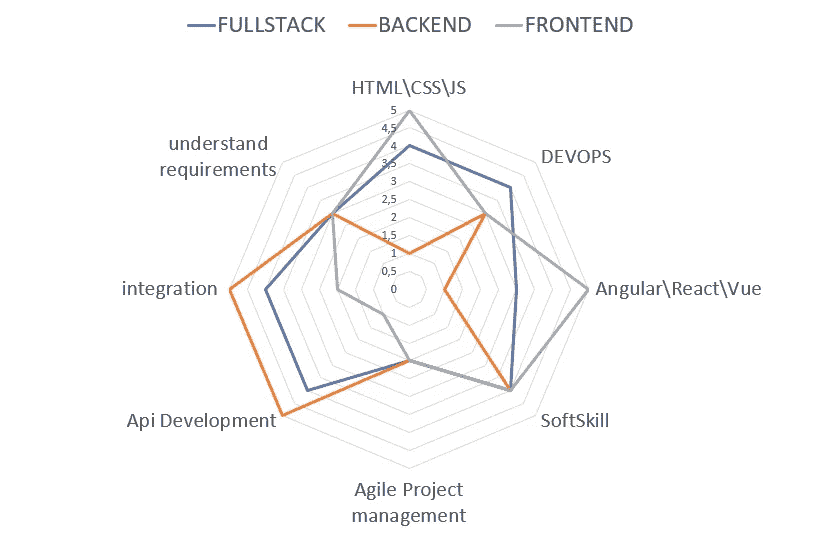 FULLSTACK BACKEND FRONTEND
HTML\CSS\JS
5
4,5
4
3,5
3
2,5
2
1,5
1
0,5
0
DEVOPS
Angular\React\Vue
SoftSkill
Agile Project
management
Api Development
integration
understand
requirements